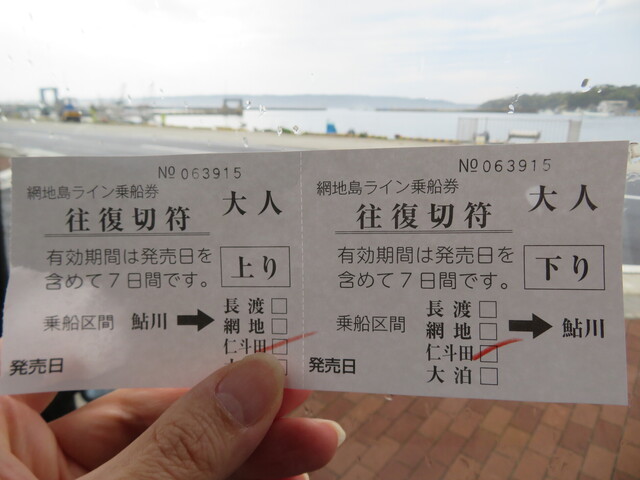 № 063915
網地島ライン乗船券
大人
往復切符
有効期間は発売日を
含めて7日間です。
上り
乗船区間 鮎川 ➡
長渡 □
網地 □
仁斗田 □
発売日
№ 063915
網地島ライン乗船券
大人
往復切符
有効期間は発売日を
含めて7日間です。
下り
乗船区間
長渡 □
網地 □
仁斗田 □
大泊 □
➡ 鮎川
発売日